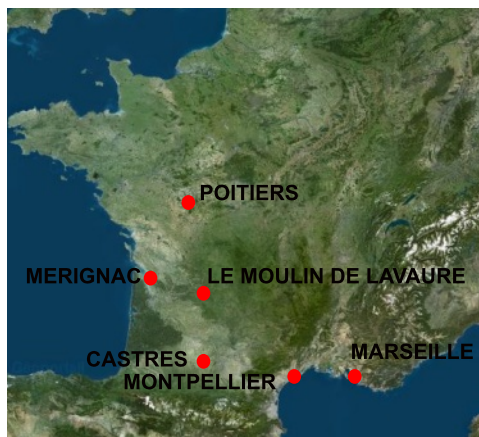 POITIERS
MERIGNAC
LE MOULIN DE LAVAURE
CASTRES
MARSEILLE
MONTPELLIER